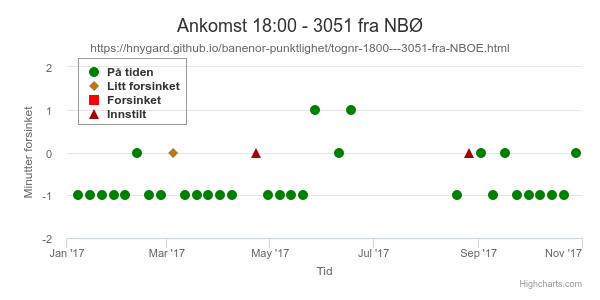 Ankomst 18:00 - 3051 fra NBØ
https://hnygard.github.io/banenor-punktlighet/tognr-1800---3051-fra-NBOE.html
På tiden
Litt forsinket
Forsinket
Innstilt
Minutter forsinket
2
1
0
-1
-2
Jan '17 Mar '17 May '17 Jul '17 Sep '17 Nov '17
Tid
Highcharts.com